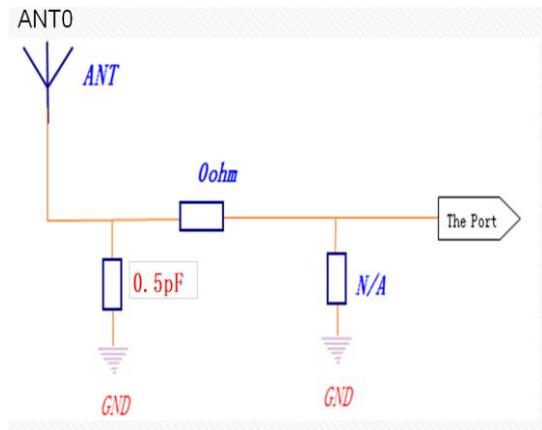 ANT0
ANT
0ohm
The Port
0.5pF
N/A
GND
GND